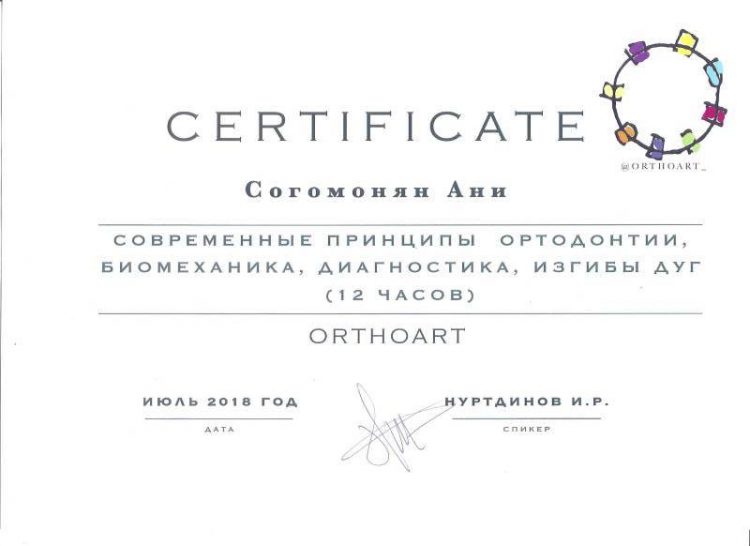 CERTIFICATE
@ORTHOART_
Согомонян Ани
СОВРЕМЕННЫЕ ПРИНЦИПЫ ОРТОДОНТИИ,
БИОМЕХАНИКА, ДИАГНОСТИКА, ИЗГИБЫ ДУГ
(12 ЧАСОВ)
ORTHOART
ИЮЛЬ 2018 ГОД
НУРТДИНОВ И.Р.
ДАТА
СПИКЕР